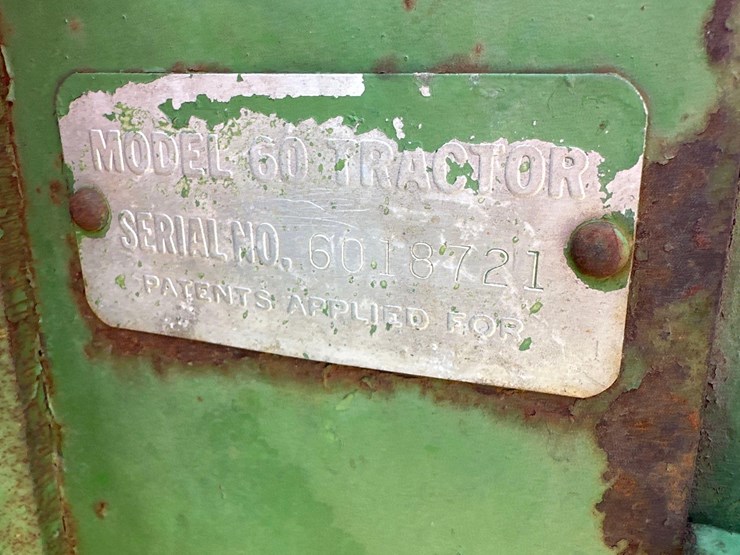 MODEL 60 TRACTOR
SERIAL NO. 6018721
PATENTS APPLIED FOR